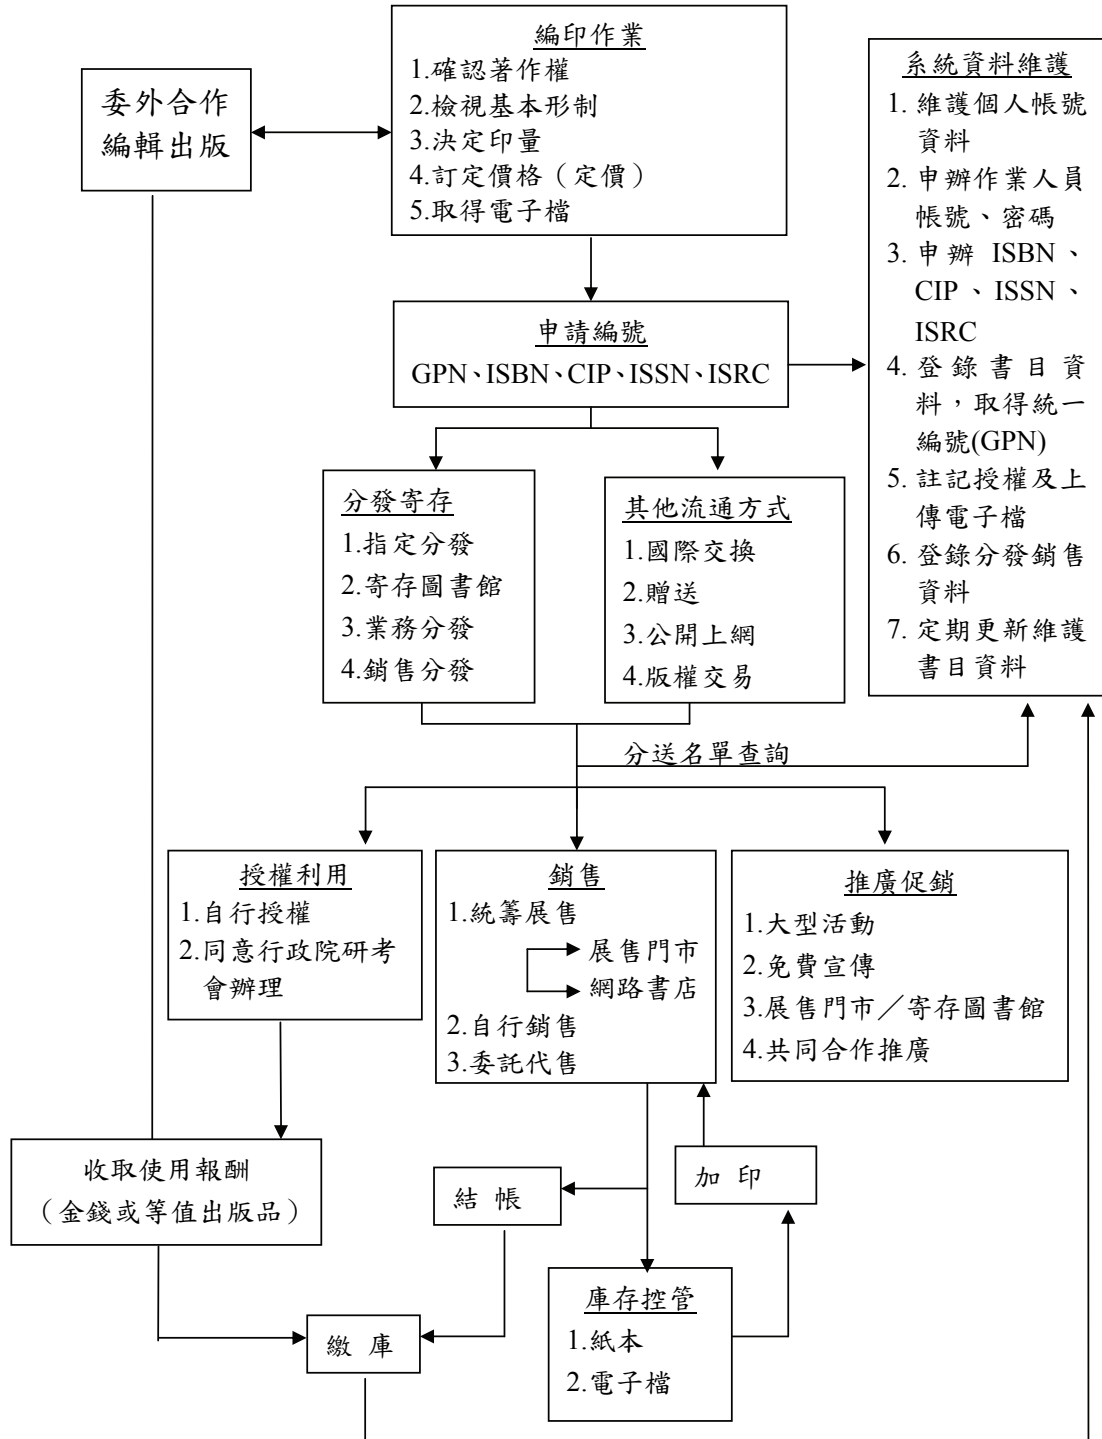 編印作業
1.確認著作權
2.檢視基本形制
3.決定印量
4.訂定價格（定價）
5.取得電子檔
委外合作
編輯出版
系統資料維護
1. 維護個人帳號
資料
2. 申辦作業人員
帳號、密碼
3. 申辦 ISBN、
CIP、ISSN、
ISRC
4. 登錄書目資
料，取得統一
編號(GPN)
5. 註記授權及上
傳電子檔
6. 登錄分發銷售
資料
7. 定期更新維護
書目資料
申請編號
GPN、ISBN、CIP、ISSN、ISRC
分發寄存
1.指定分發
2.寄存圖書館
3.業務分發
4.銷售分發
其他流通方式
1.國際交換
2.贈送
3.公開上網
4.版權交易
分送名單查詢
授權利用
1.自行授權
2.同意行政院研考
會辦理
銷售
1.統籌展售
展售門市
網路書店
2.自行銷售
3.委託代售
推廣促銷
1.大型活動
2.免費宣傳
3.展售門市／寄存圖書館
4.共同合作推廣
收取使用報酬
（金錢或等值出版品）
結 帳
加 印
庫存控管
1.紙本
2.電子檔
繳 庫